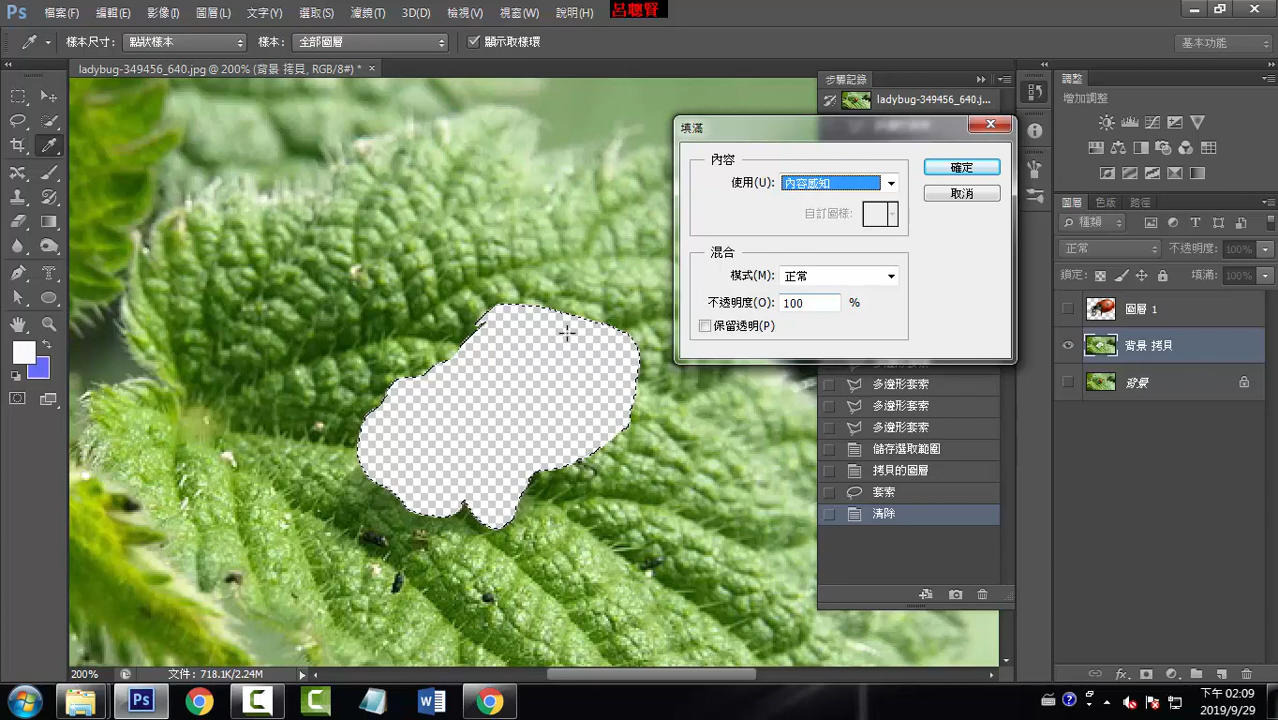 Ps 檔案(F) 編輯(E) 影像(I) 圖層(L) 文字(Y) 選取(S) 濾鏡(T) 3D(D) 檢視(V) 視窗(W) 說明(H) 呂聰賢
樣本尺寸: 點狀樣本 樣本: 全部圖層 顯示取樣環 基本功能
ladybug-349456_640.jpg @ 200% (背景 拷貝, RGB/8#) *
步驟記錄
ladybug-349456_640.j...
調整
增加調整
填滿
內容
使用(U): 內容感知
自訂圖樣:
確定
取消
混合
模式(M): 正常
不透明度(O): 100 %
保留透明(P)
圖層 色版 路徑
種類
正常 不透明度: 100%
鎖定: 填滿: 100%
圖層 1
背景 拷貝
背景
多邊形套索
多邊形套索
多邊形套索
儲存選取範圍
拷貝的圖層
套索
清除
200% 文件: 718.1K/2.24M
Ps
下午 02:09
2019/9/29